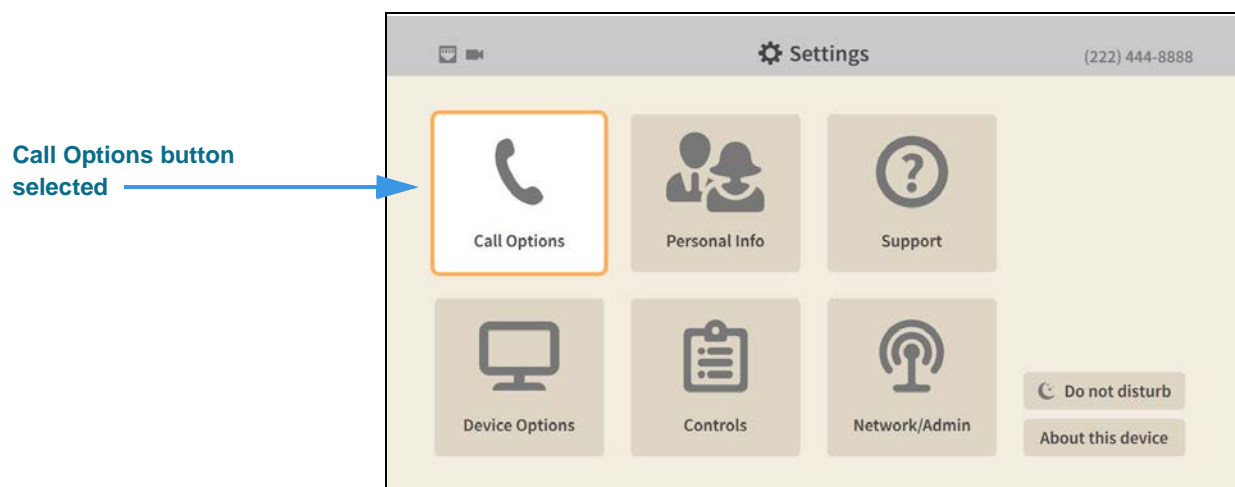 Settings
(222) 444-8888
Call Options button
selected
Call Options
Personal Info
Support
Device Options
Controls
Network/Admin
Do not disturb
About this device